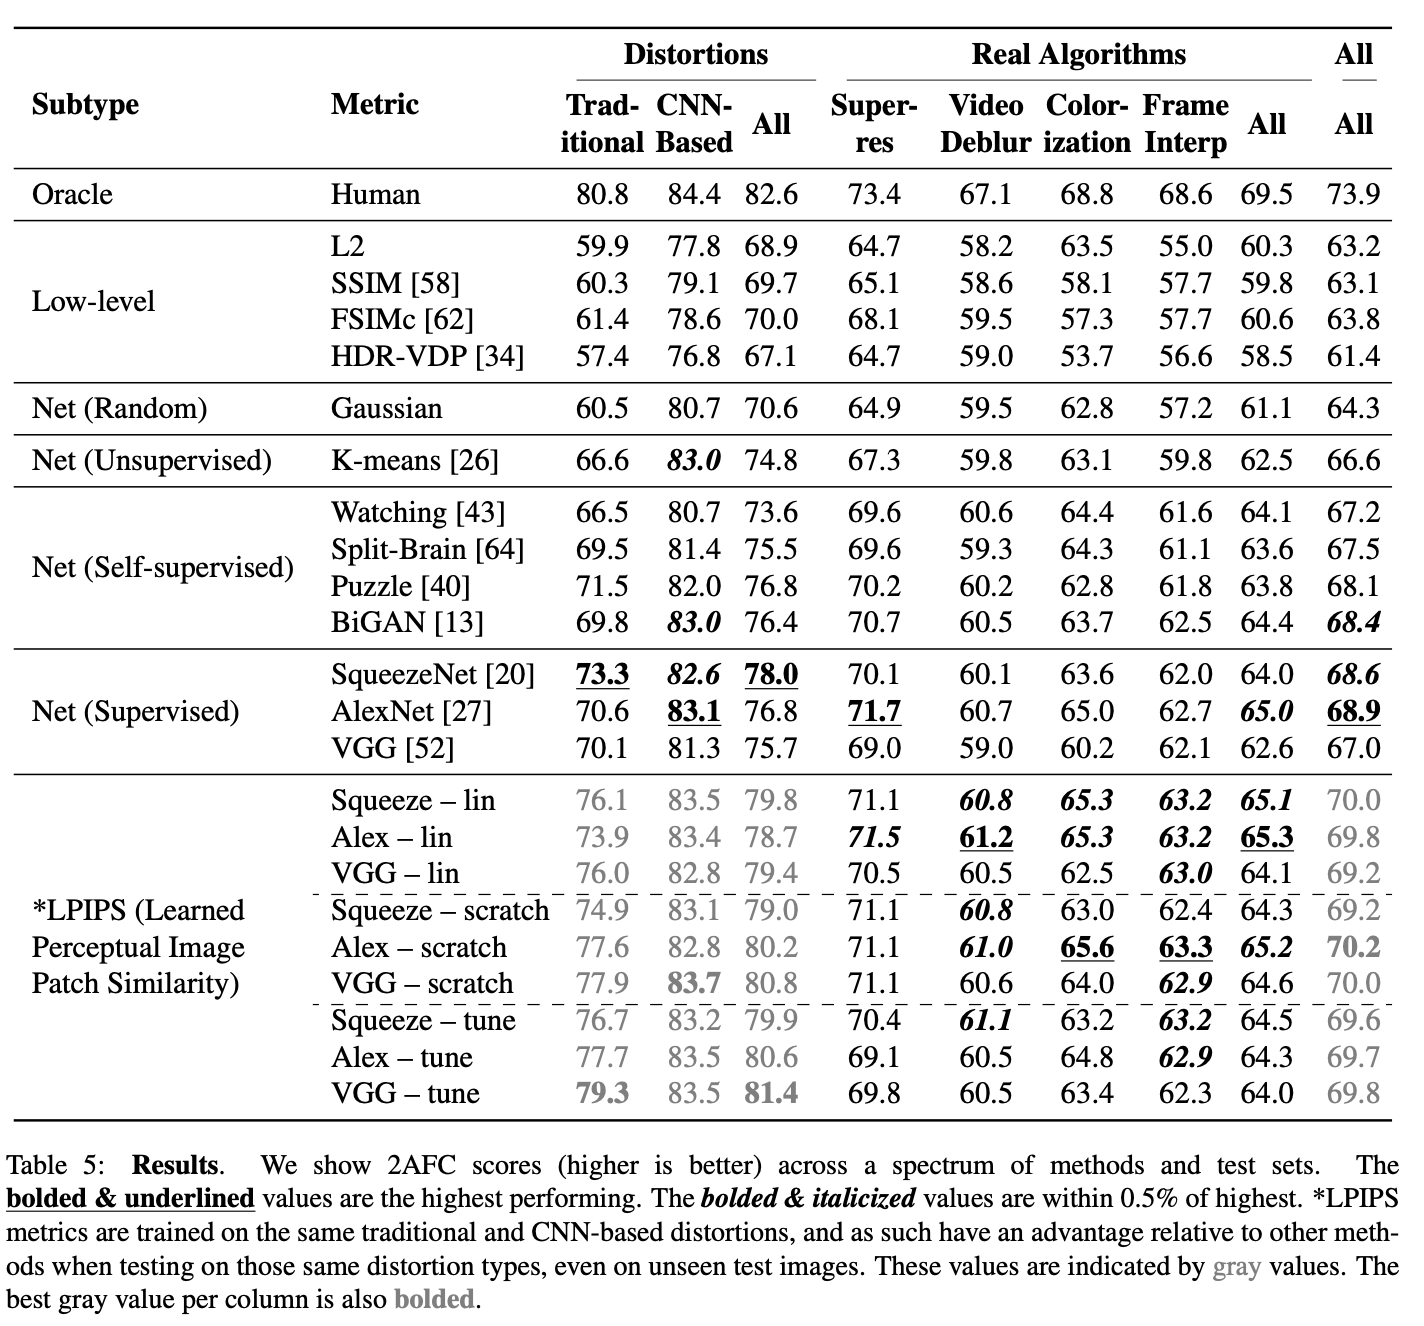 Distortions Real Algorithms All
Subtype Metric Trad- CNN- All Super- Video Color- Frame All All
itional Based res Deblur ization Interp
Oracle Human 80.8 84.4 82.6 73.4 67.1 68.8 68.6 69.5 73.9
L2 59.9 77.8 68.9 64.7 58.2 63.5 55.0 60.3 63.2
SSIM [58] 60.3 79.1 69.7 65.1 58.6 58.1 57.7 59.8 63.1
Low-level
FSIMc [62] 61.4 78.6 70.0 68.1 59.5 57.3 57.7 60.6 63.8
HDR-VDP [34] 57.4 76.8 67.1 64.7 59.0 53.7 56.6 58.5 61.4
Net (Random) Gaussian 60.5 80.7 70.6 64.9 59.5 62.8 57.2 61.1 64.3
Net (Unsupervised) K-means [26] 66.6 83.0 74.8 67.3 59.8 63.1 59.8 62.5 66.6
Watching [43] 66.5 80.7 73.6 69.6 60.6 64.4 61.6 64.1 67.2
Split-Brain [64] 69.5 81.4 75.5 69.6 59.3 64.3 61.1 63.6 67.5
Net (Self-supervised)
Puzzle [40] 71.5 82.0 76.8 70.2 60.2 62.8 61.8 63.8 68.1
BiGAN [13] 69.8 83.0 76.4 70.7 60.5 63.7 62.5 64.4 68.4
SqueezeNet [20] 73.3 82.6 78.0 70.1 60.1 63.6 62.0 64.0 68.6
Net (Supervised) AlexNet [27] 70.6 83.1 76.8 71.7 60.7 65.0 62.7 65.0 68.9
VGG [52] 70.1 81.3 75.7 69.0 59.0 60.2 62.1 62.6 67.0
Squeeze – lin 76.1 83.5 79.8 71.1 60.8 65.3 63.2 65.1 70.0
Alex – lin 73.9 83.4 78.7 71.5 61.2 65.3 63.2 65.3 69.8
VGG – lin 76.0 82.8 79.4 70.5 60.5 62.5 63.0 64.1 69.2
*LPIPS (Learned Squeeze – scratch 74.9 83.1 79.0 71.1 60.8 63.0 62.4 64.3 69.2
Perceptual Image Alex – scratch 77.6 82.8 80.2 71.1 61.0 65.6 63.3 65.2 70.2
Patch Similarity) VGG – scratch 77.9 83.7 80.8 71.1 60.6 64.0 62.9 64.6 70.0
Squeeze – tune 76.7 83.2 79.9 70.4 61.1 63.2 63.2 64.5 69.6
Alex – tune 77.7 83.5 80.6 69.1 60.5 64.8 62.9 64.3 69.7
VGG – tune 79.3 83.5 81.4 69.8 60.5 63.4 62.3 64.0 69.8
Table 5: Results. We show 2AFC scores (higher is better) across a spectrum of methods and test sets. The
bolded & underlined values are the highest performing. The bolded & italicized values are within 0.5% of highest. *LPIPS
metrics are trained on the same traditional and CNN-based distortions, and as such have an advantage relative to other meth-
ods when testing on those same distortion types, even on unseen test images. These values are indicated by gray values. The
best gray value per column is also bolded.